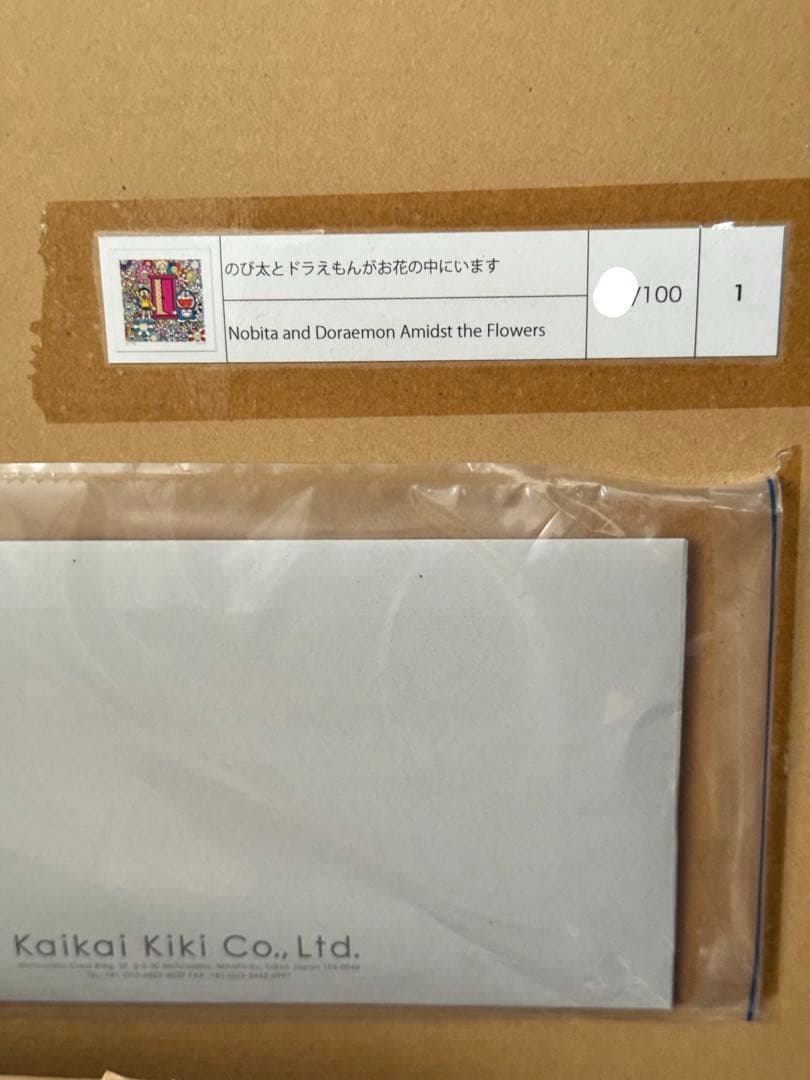 のび太とドラえもんがお花の中にいます
/100
1
Nobita and Doraemon Amidst the Flowers
Kaikai Kiki Co., Ltd.